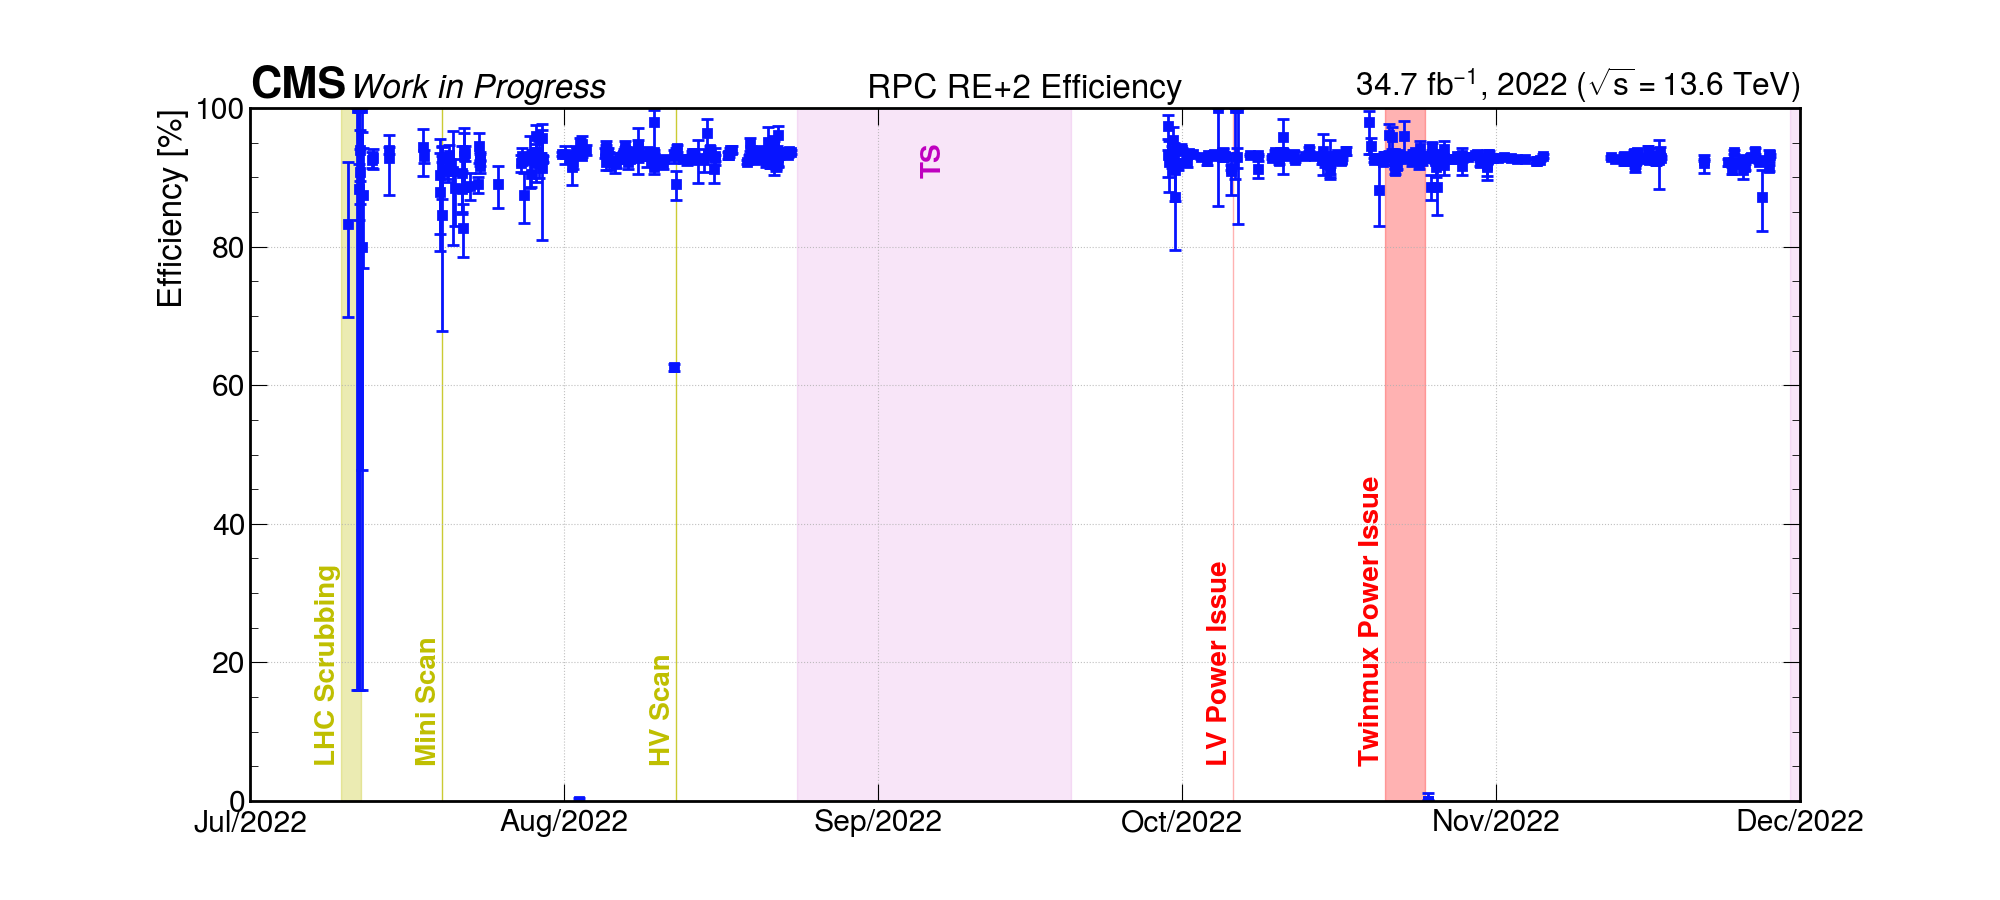 CMS Work in Progress
RPC RE+2 Efficiency
34.7 fb⁻¹, 2022 (√s = 13.6 TeV)
Efficiency [%]
100
80
60
40
20
0
LHC Scrubbing
Mini Scan
HV Scan
TS
LV Power Issue
Twinmux Power Issue
Jul/2022
Aug/2022
Sep/2022
Oct/2022
Nov/2022
Dec/2022